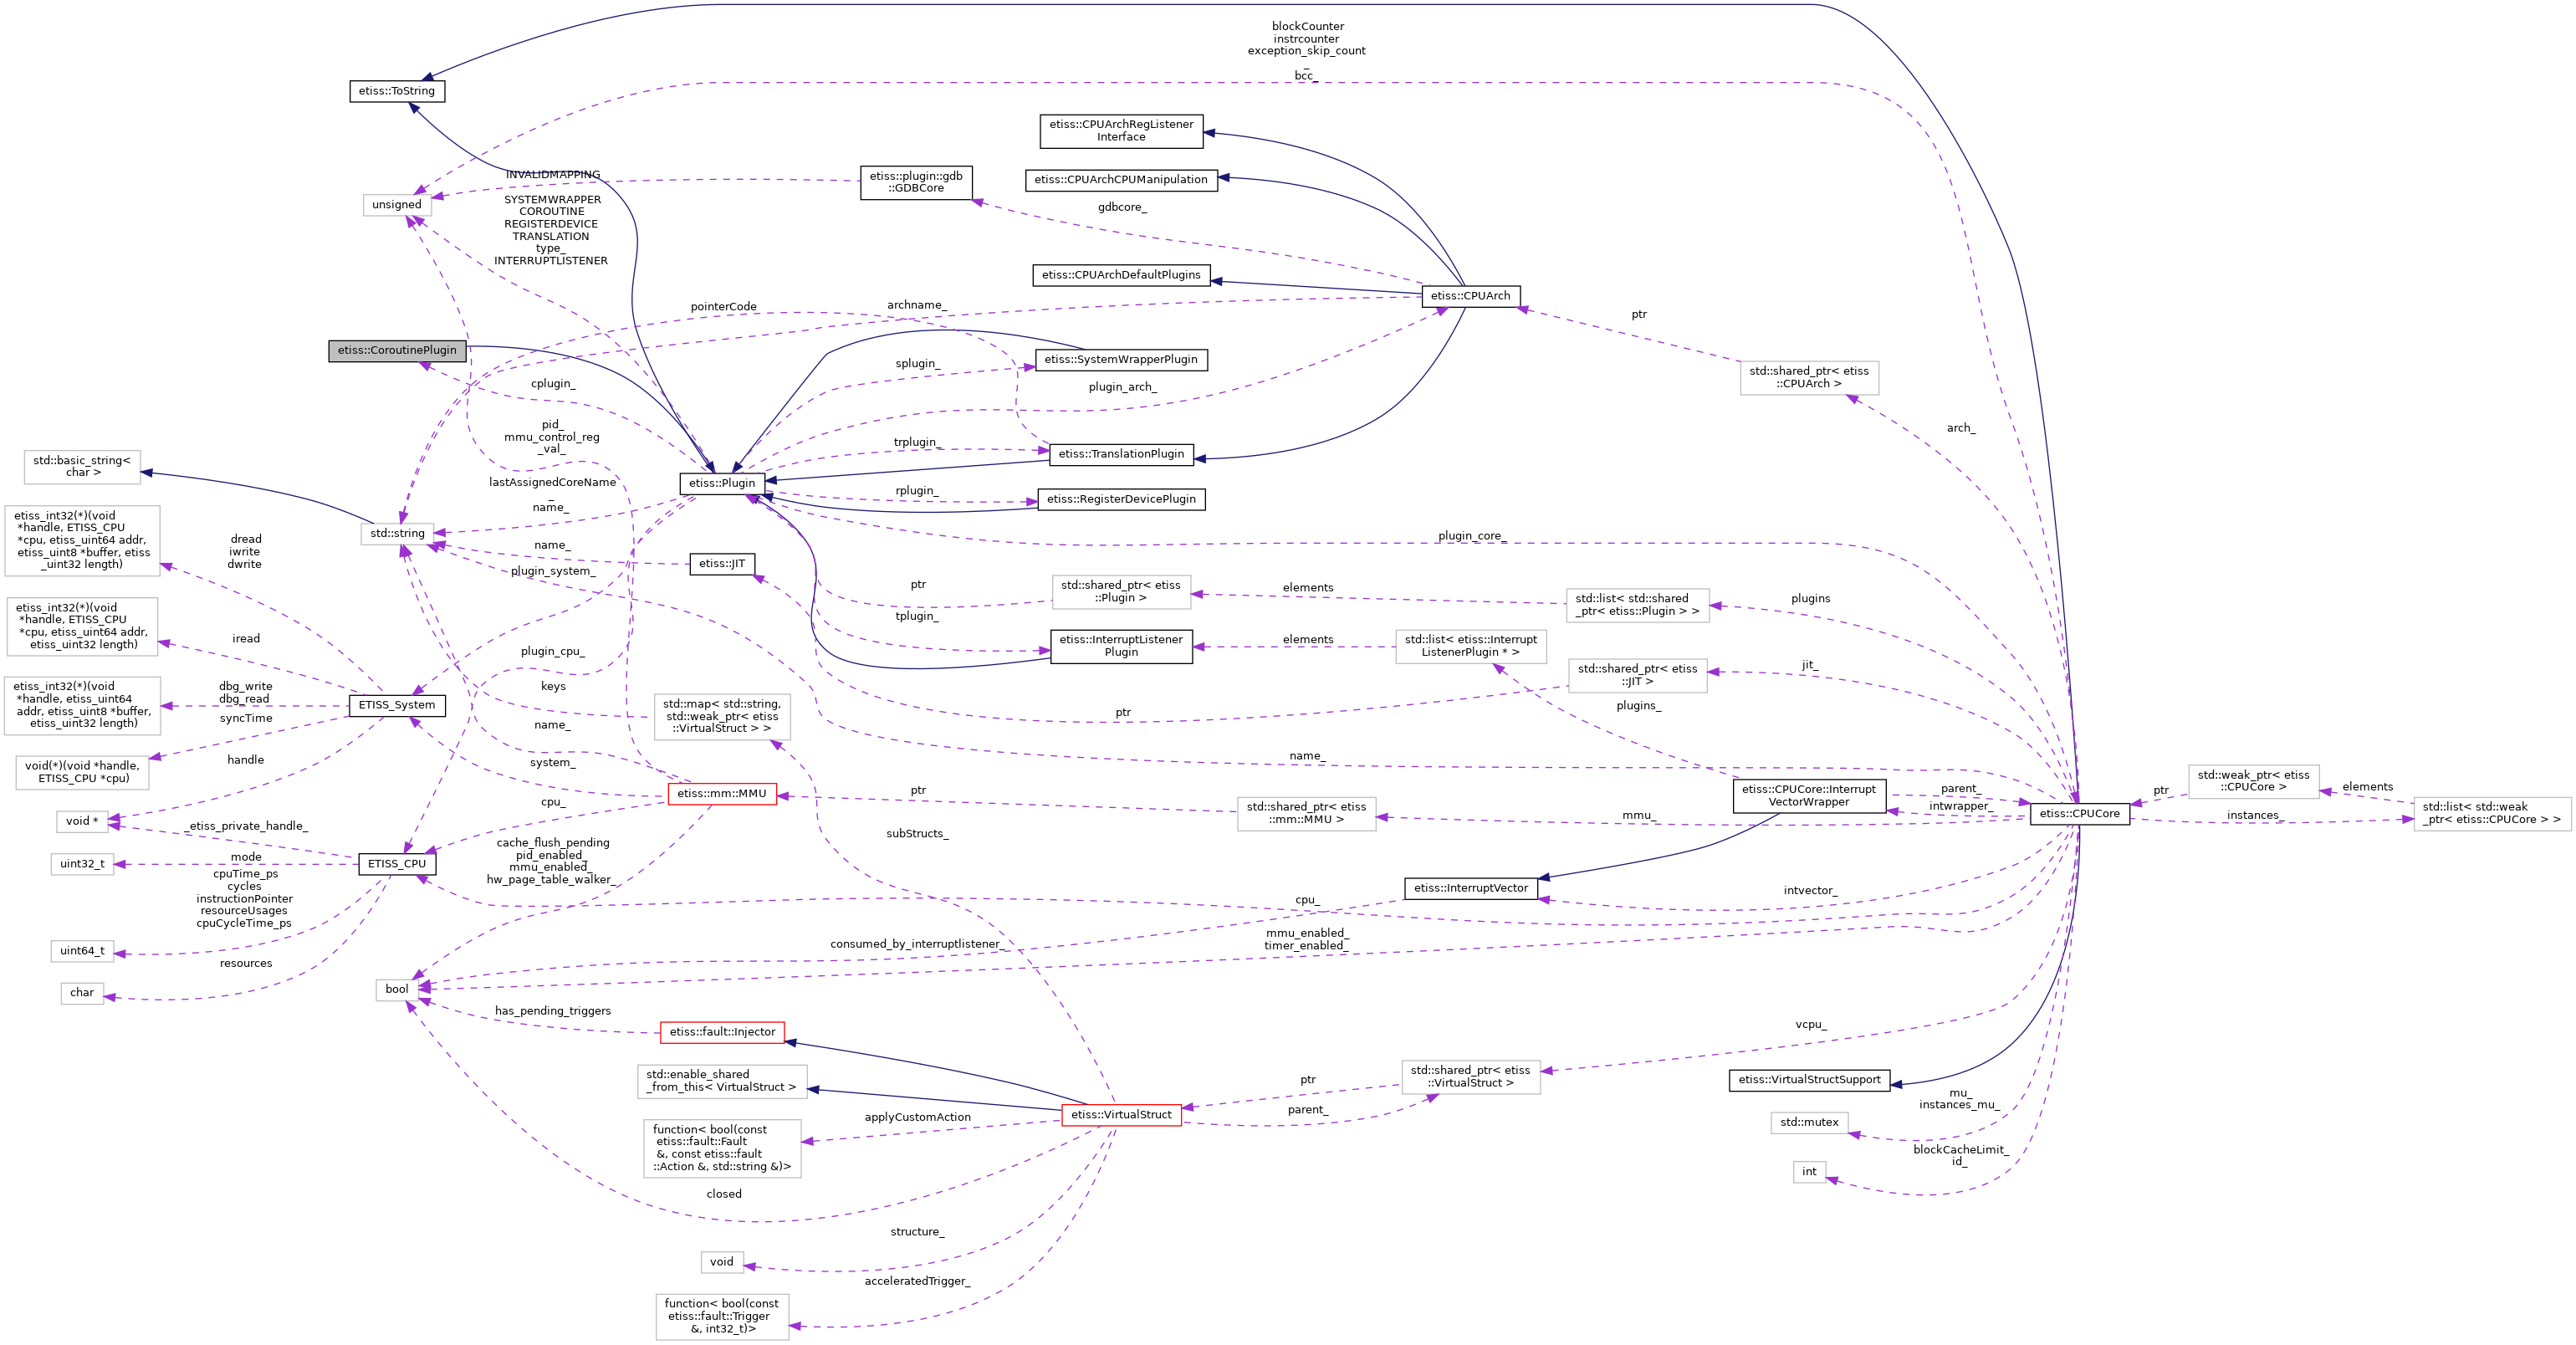 blockCounter
instrcounter
exception_skip_count
_
bcc_
etiss::ToString
etiss::CPUArchRegListener
Interface
INVALIDMAPPING
etiss::plugin::gdb
::GDBCore
etiss::CPUArchCPUManipulation
unsigned
SYSTEMWRAPPER
COROUTINE
REGISTERDEVICE
TRANSLATION
type_
INTERRUPTLISTENER
gdbcore_
etiss::CPUArchDefaultPlugins
etiss::CPUArch
pointerCode
archname_
ptr
etiss::CoroutinePlugin
etiss::SystemWrapperPlugin
splugin_
cplugin_
plugin_arch_
std::shared_ptr< etiss
::CPUArch >
arch_
pid_
mmu_control_reg
_val_
trplugin_
etiss::TranslationPlugin
std::basic_string<
char >
lastAssignedCoreName
_
name_
etiss::Plugin
rplugin_
etiss::RegisterDevicePlugin
etiss_int32(*)(void
*handle, ETISS_CPU
*cpu, etiss_uint64 addr,
etiss_uint8 *buffer, etiss
_uint32 length)
dread
iwrite
dwrite
std::string
name_
etiss::JIT
plugin_core_
plugin_system_
ptr
std::shared_ptr< etiss
::Plugin >
elements
std::list< std::shared
_ptr< etiss::Plugin > >
plugins
etiss_int32(*)(void
*handle, ETISS_CPU
*cpu, etiss_uint64 addr,
etiss_uint32 length)
iread
tplugin_
etiss::InterruptListener
Plugin
elements
std::list< etiss::Interrupt
ListenerPlugin * >
plugin_cpu_
std::shared_ptr< etiss
::JIT >
jit_
etiss_int32(*)(void
*handle, etiss_uint64
addr, etiss_uint8 *buffer,
etiss_uint32 length)
dbg_write
dbg_read
syncTime
ETISS_System
keys
std::map< std::string,
std::weak_ptr< etiss
::VirtualStruct > >
ptr
plugins_
name_
void(*)(void *handle,
ETISS_CPU *cpu)
handle
system_
name_
etiss::mm::MMU
ptr
std::shared_ptr< etiss
::mm::MMU >
mmu_
etiss::CPUCore::Interrupt
VectorWrapper
parent_
intwrapper_
etiss::CPUCore
ptr
std::weak_ptr< etiss
::CPUCore >
elements
instances_
std::list< std::weak
_ptr< etiss::CPUCore > >
void *
_etiss_private_handle_
cpu_
subStructs_
uint32_t
mode
ETISS_CPU
cache_flush_pending
pid_enabled_
mmu_enabled_
hw_page_table_walker_
cpuTime_ps
cycles
instructionPointer
resourceUsages
cpuCycleTime_ps
etiss::InterruptVector
intvector_
cpu_
uint64_t
consumed_by_interruptlistener_
mmu_enabled_
timer_enabled_
resources
char
bool
has_pending_triggers
etiss::fault::Injector
vcpu_
std::enable_shared
_from_this< VirtualStruct >
ptr
std::shared_ptr< etiss
::VirtualStruct >
etiss::VirtualStructSupport
etiss::VirtualStruct
parent_
mu_
instances_mu_
applyCustomAction
function< bool(const
etiss::fault::Fault
&, const etiss::fault
::Action &, std::string &)>
std::mutex
blockCacheLimit_
id_
int
closed
structure_
void
acceleratedTrigger_
function< bool(const
etiss::fault::Trigger
&, int32_t)>